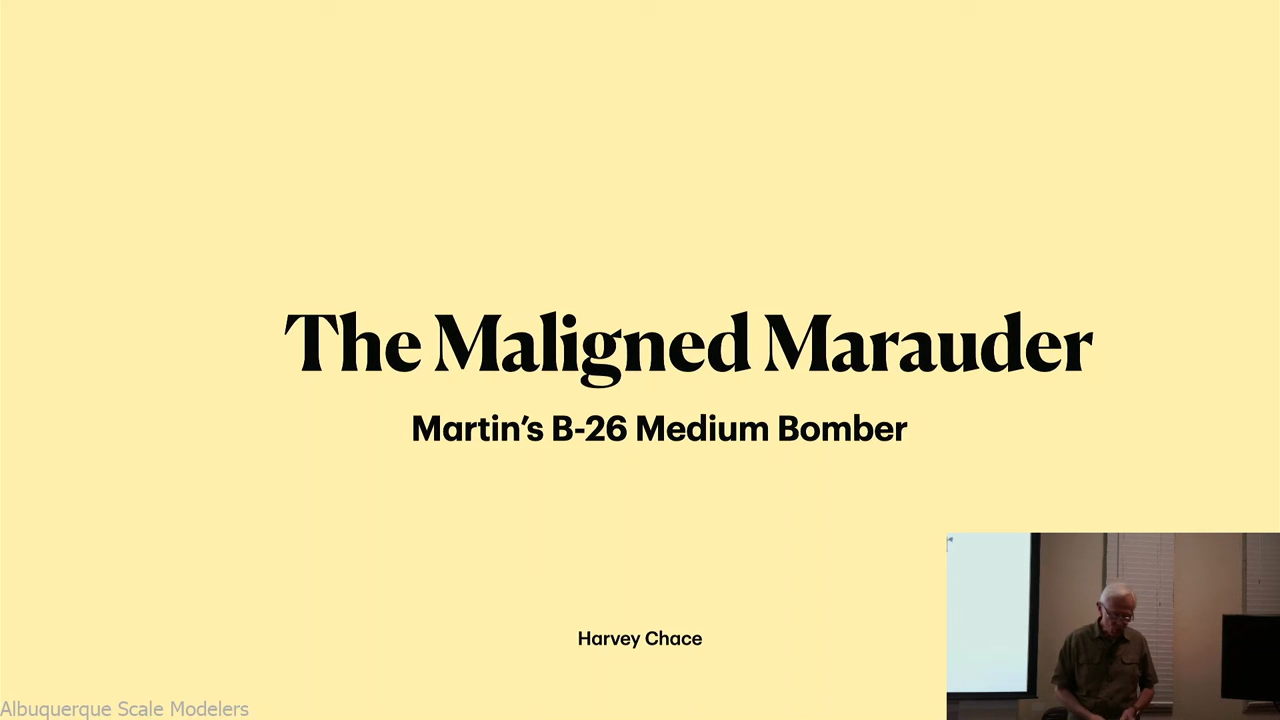 The Maligned Marauder
Martin's B-26 Medium Bomber
Harvey Chace
Albuquerque Scale Modelers